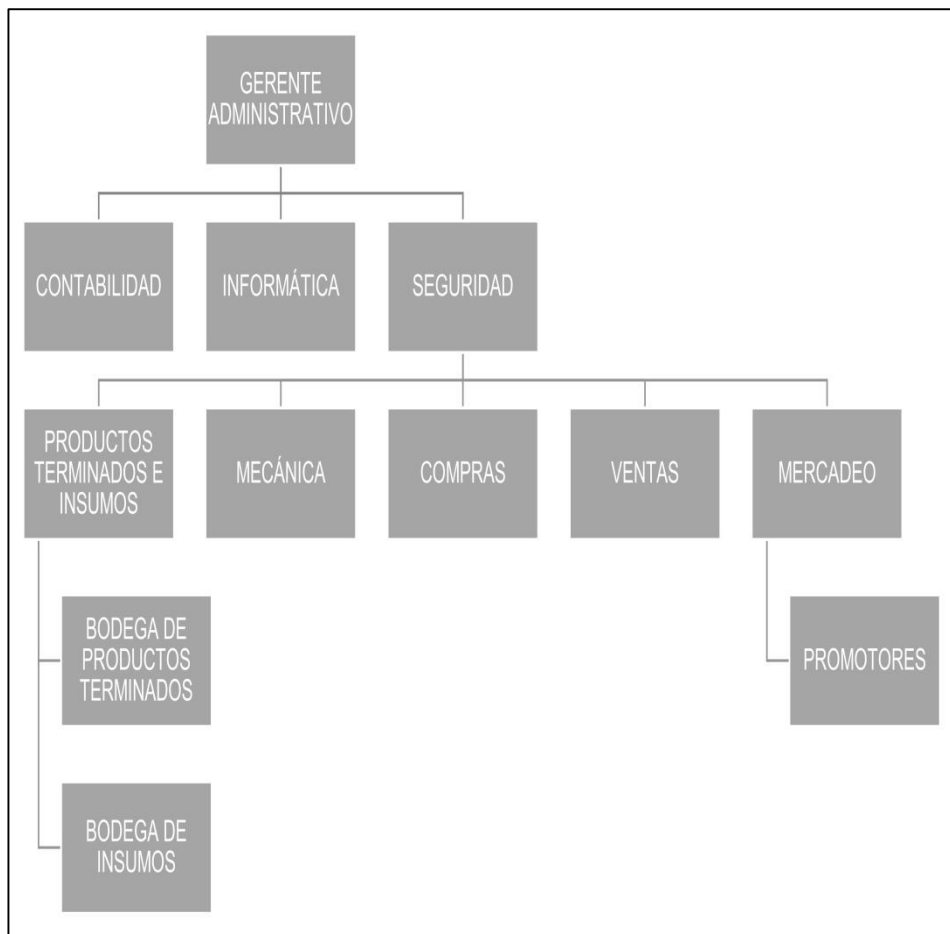 GERENTE
ADMINISTRATIVO
CONTABILIDAD
INFORMÁTICA
SEGURIDAD
PRODUCTOS
TERMINADOS E
INSUMOS
MECÁNICA
COMPRAS
VENTAS
MERCADEO
BODEGA DE
PRODUCTOS
TERMINADOS
PROMOTORES
BODEGA DE
INSUMOS